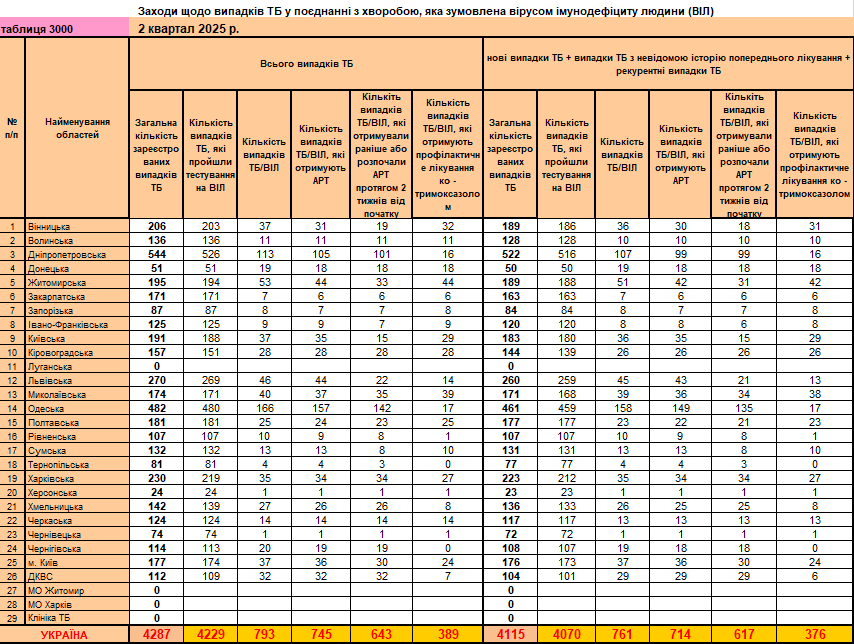 Заходи щодо випадків ТБ у поєднанні з хворобою, яка зумовлена вірусом імунодефіциту людини (ВІЛ)
таблиця 3000 2 квартал 2025 р.
№ п/п Найменування областей Всього випадків ТБ нові випадки ТБ + випадки ТБ з невідомою історію попереднього лікування + рекурентні випадки ТБ
Загальна кількість зареєстро ваних випадків ТБ
Кількість випадків ТБ, які пройшли тестування на ВІЛ
Кількість випадків ТБ/ВІЛ
Кількість випадків ТБ/ВІЛ, які отримують АРТ
Кількіть випадків ТБ/ВІЛ, які отримували раніше або розпочали АРТ протягом 2 тижнів від початку
Кількість випадків ТБ/ВІЛ, які отримують профілактичн е лікування ко - тримоксазоло м
Загальна кількість зареєстро ваних випадків ТБ
Кількість випадків ТБ, які пройшли тестування на ВІЛ
Кількість випадків ТБ/ВІЛ
Кількість випадків ТБ/ВІЛ, які отримують АРТ
Кількіть випадків ТБ/ВІЛ, які отримували раніше або розпочали АРТ протягом 2 тижнів від початку
Кількість випадків ТБ/ВІЛ, які отримують профілактичне лікування ко - тримоксазолом
1 Вінницька 206 203 37 31 19 32 189 186 36 30 18 31
2 Волинська 136 136 11 11 11 11 128 128 10 10 10 10
3 Дніпропетровська 544 526 113 105 101 16 522 516 107 99 99 16
4 Донецька 51 51 19 18 18 18 50 50 19 18 18 18
5 Житомирська 195 194 53 44 33 44 189 188 51 42 31 42
6 Закарпатська 171 171 7 6 6 6 163 163 7 6 6 6
7 Запорізька 87 87 8 7 7 8 84 84 8 7 7 8
8 Івано-Франківська 125 125 9 9 7 9 120 120 8 8 6 8
9 Київська 191 188 37 35 15 29 183 180 36 35 15 29
10 Кіровоградська 157 151 28 28 28 28 144 139 26 26 26 26
11 Луганська 0 0
12 Львівська 270 269 46 44 22 14 260 259 45 43 21 13
13 Миколаївська 174 171 40 37 35 39 171 168 39 36 34 38
14 Одеська 482 480 166 157 142 17 461 459 158 149 135 17
15 Полтавська 181 181 25 24 23 25 177 177 23 22 21 23
16 Рівненська 107 107 10 9 8 1 107 107 10 9 8 1
17 Сумська 132 132 13 13 8 10 131 131 13 13 8 10
18 Тернопільська 81 81 4 4 3 0 77 77 4 4 3 0
19 Харківська 230 219 35 34 34 27 223 212 35 34 34 27
20 Херсонська 24 24 1 1 1 1 23 23 1 1 1 1
21 Хмельницька 142 139 27 26 26 8 136 133 26 25 25 8
22 Черкаська 124 124 14 14 14 14 117 117 13 13 13 13
23 Чернівецька 74 74 1 1 1 1 72 72 1 1 1 1
24 Чернігівська 114 113 20 19 19 0 108 107 19 18 18 0
25 м. Київ 177 174 37 36 30 24 176 173 37 36 30 24
26 ДКВС 112 109 32 32 32 7 104 101 29 29 29 6
27 МО Житомир 0 0
28 МО Харків 0 0
29 Клініка ТБ 0 0
УКРАЇНА 4287 4229 793 745 643 389 4115 4070 761 714 617 376